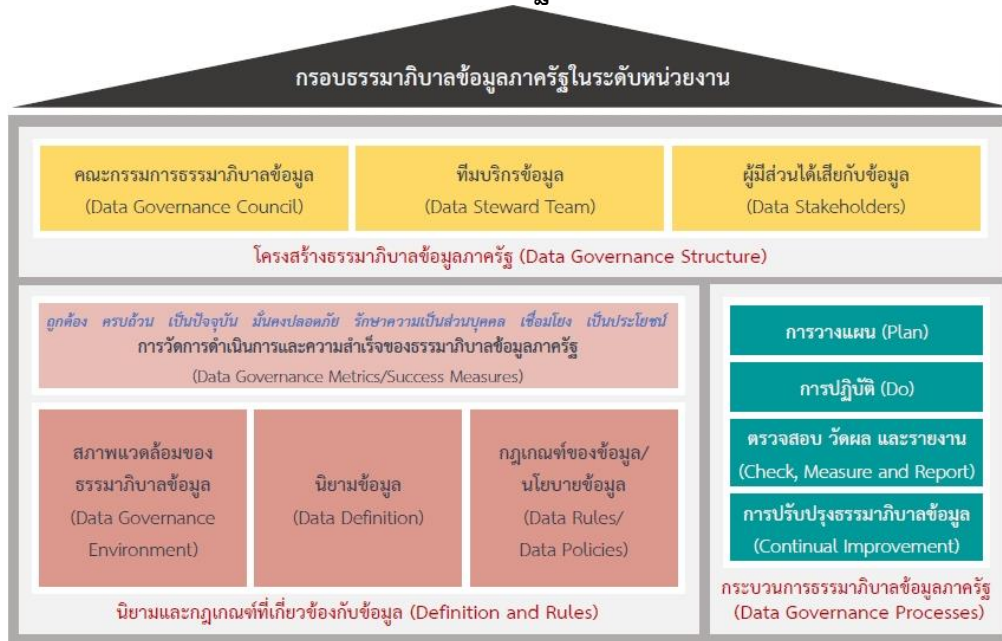 กรอบธรรมาภิบาลข้อมูลภาครัฐในระดับหน่วยงาน
คณะกรรมการธรรมาภิบาลข้อมูล
(Data Governance Council)
ทีมบริกรข้อมูล
(Data Steward Team)
ผู้มีส่วนได้เสียกับข้อมูล
(Data Stakeholders)
โครงสร้างธรรมาภิบาลข้อมูลภาครัฐ (Data Governance Structure)
ถูกต้อง ครบถ้วน เป็นปัจจุบัน มั่นคงปลอดภัย รักษาความเป็นส่วนบุคคล เชื่อมโยง เป็นประโยชน์
การวัดการดำเนินการและความสำเร็จของธรรมาภิบาลข้อมูลภาครัฐ
(Data Governance Metrics/Success Measures)
สภาพแวดล้อมของ
ธรรมาภิบาลข้อมูล
(Data Governance
Environment)
นิยามข้อมูล
(Data Definition)
กฎเกณฑ์ของข้อมูล/
นโยบายข้อมูล
(Data Rules/
Data Policies)
นิยามและกฎเกณฑ์ที่เกี่ยวข้องกับข้อมูล (Definition and Rules)
การวางแผน (Plan)
การปฏิบัติ (Do)
ตรวจสอบ วัดผล และรายงาน
(Check, Measure and Report)
การปรับปรุงธรรมาภิบาลข้อมูล
(Continual Improvement)
กระบวนการธรรมาภิบาลข้อมูลภาครัฐ
(Data Governance Processes)